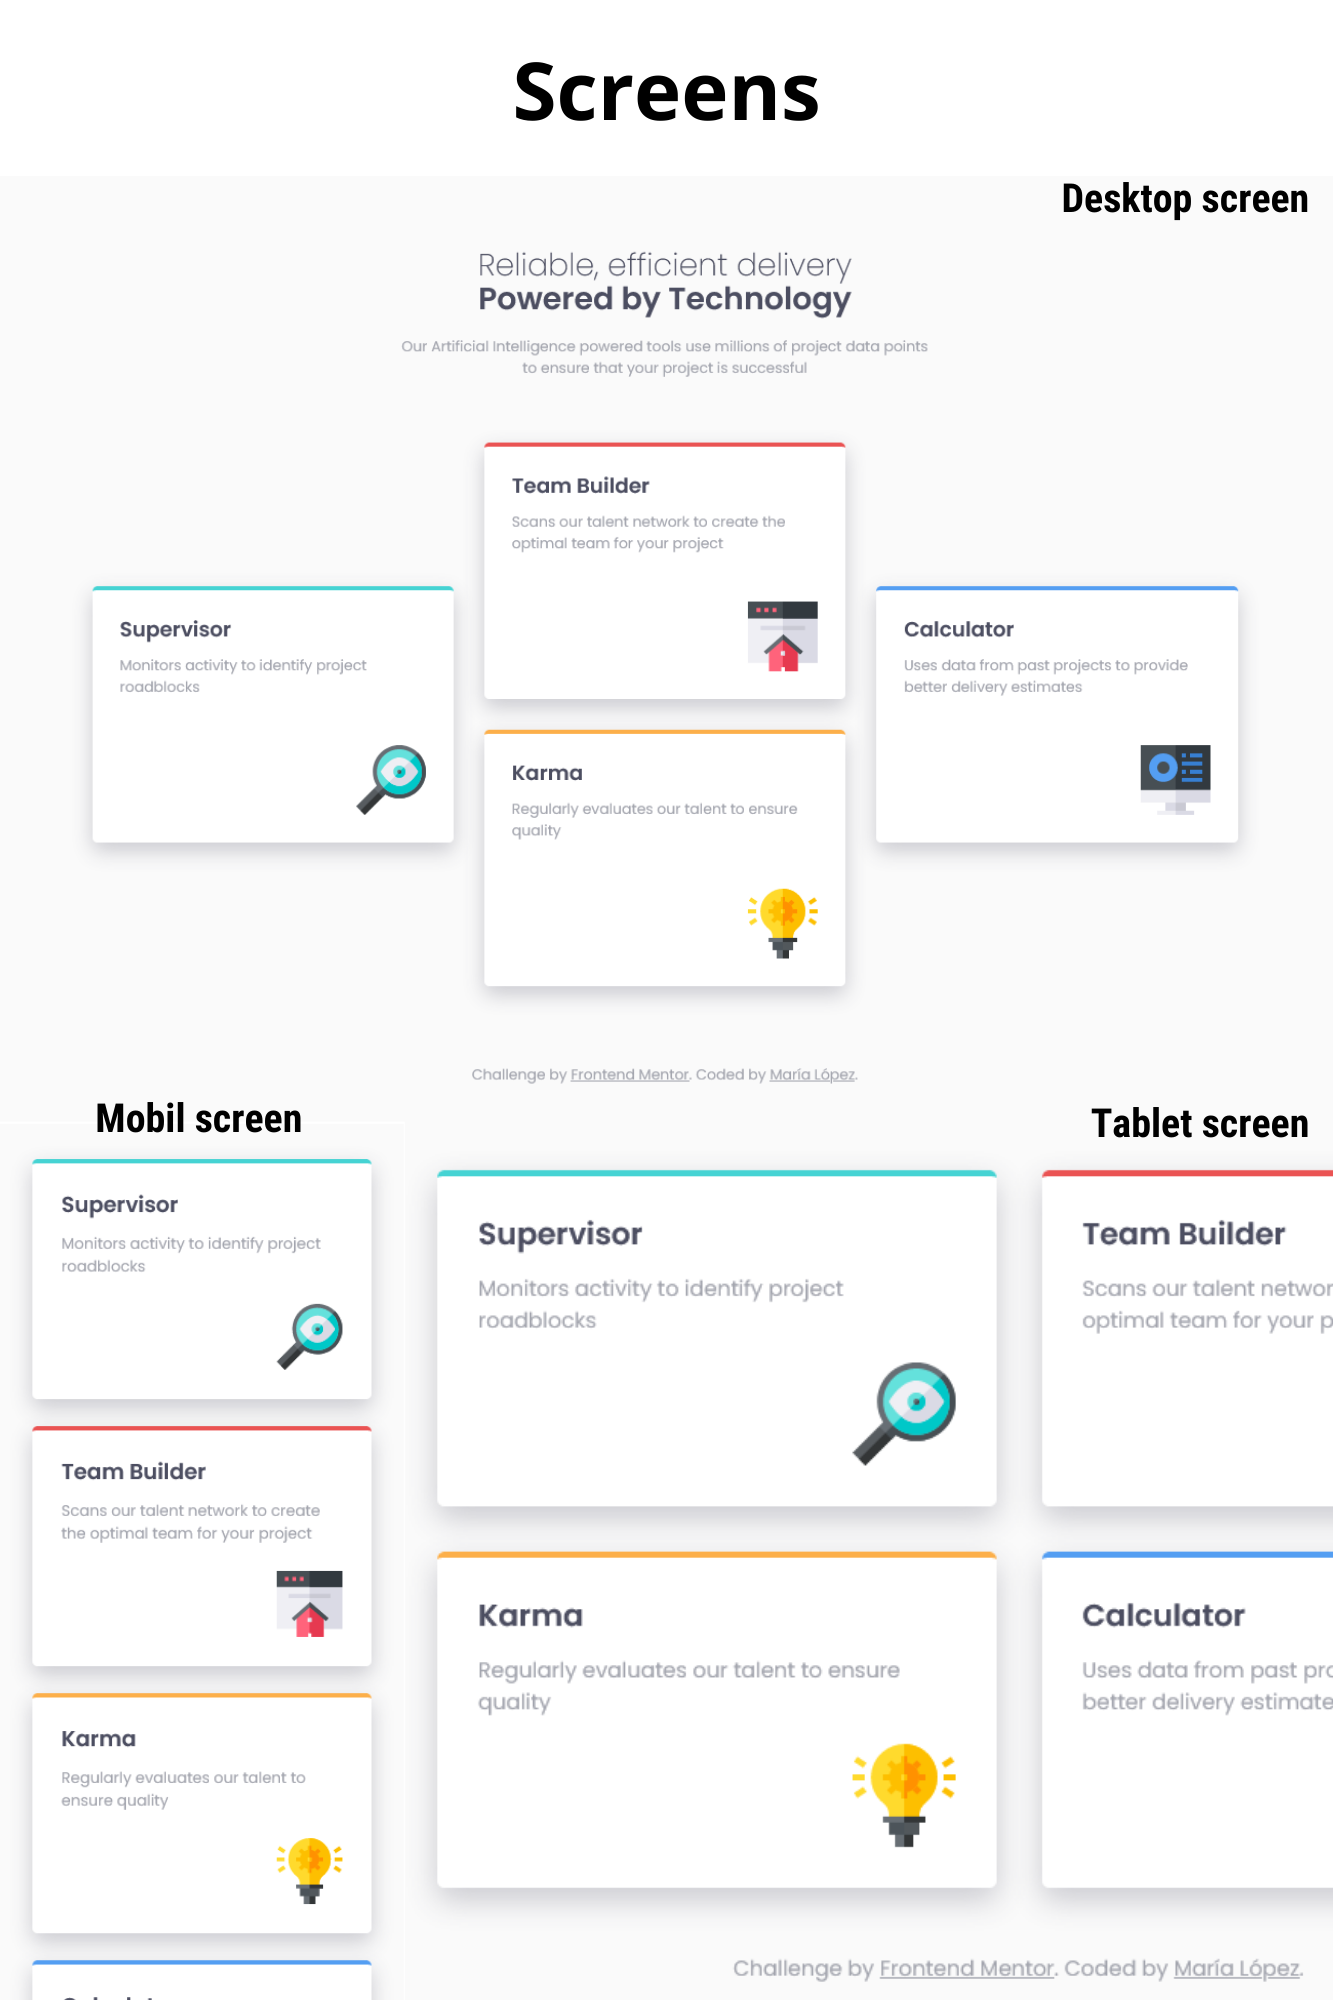 Screens
Desktop screen
Reliable, efficient delivery
Powered by Technology
Our Artificial Intelligence powered tools use millions of project data points
to ensure that your project is successful
Team Builder
Scans our talent network to create the
optimal team for your project
Supervisor
Monitors activity to identify project
roadblocks
Calculator
Uses data from past projects to provide
better delivery estimates
Karma
Regularly evaluates our talent to ensure
quality
Challenge by Frontend Mentor. Coded by María López.
Mobil screen
Supervisor
Monitors activity to identify project
roadblocks
Team Builder
Scans our talent network to create
the optimal team for your project
Karma
Regularly evaluates our talent to
ensure quality
Tablet screen
Supervisor
Monitors activity to identify project
roadblocks
Team Builder
Scans our talent networ
optimal team for your p
Karma
Regularly evaluates our talent to ensure
quality
Calculator
Uses data from past pro
better delivery estimate
Challenge by Frontend Mentor. Coded by María López.